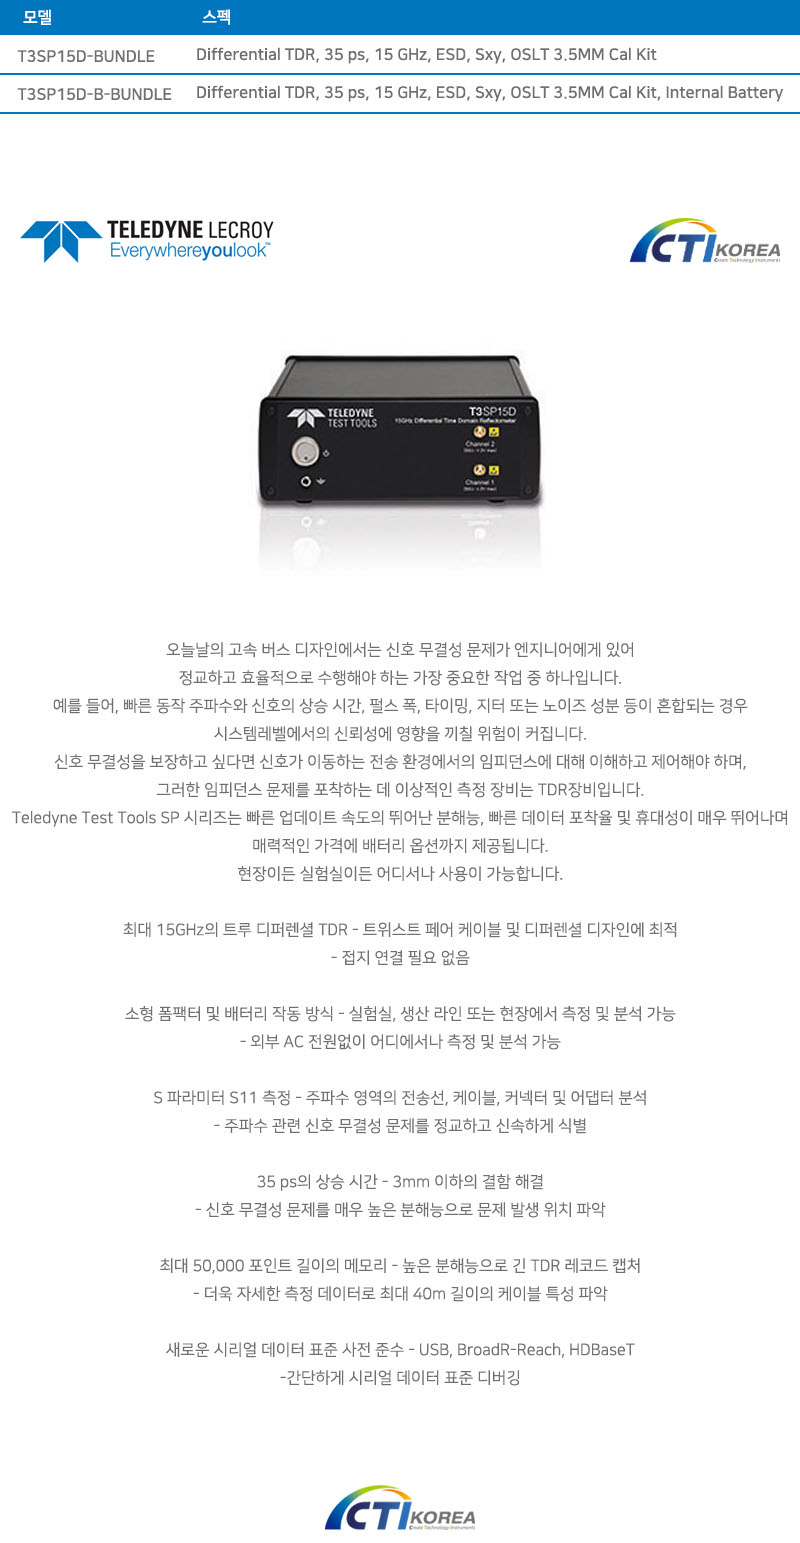 모델 스펙
T3SP15D-BUNDLE Differential TDR, 35 ps, 15 GHz, ESD, Sxy, OSLT 3.5MM Cal Kit
T3SP15D-B-BUNDLE Differential TDR, 35 ps, 15 GHz, ESD, Sxy, OSLT 3.5MM Cal Kit, Internal Battery
TELEDYNE LECROY
Everywhereyoulook™
CTI KOREA
Create Technology Instruments
TELEDYNE
TEST TOOLS
T3SP15D
15GHz Differential Time Domain Reflectometer
Channel 2
Channel 1
오늘날의 고속 버스 디자인에서는 신호 무결성 문제가 엔지니어에게 있어
정교하고 효율적으로 수행해야 하는 가장 중요한 작업 중 하나입니다.
예를 들어, 빠른 동작 주파수와 신호의 상승 시간, 펄스 폭, 타이밍, 지터 또는 노이즈 성분 등이 혼합되는 경우
시스템레벨에서의 신뢰성에 영향을 끼칠 위험이 커집니다.
신호 무결성을 보장하고 싶다면 신호가 이동하는 전송 환경에서의 임피던스에 대해 이해하고 제어해야 하며,
그러한 임피던스 문제를 포착하는 데 이상적인 측정 장비는 TDR장비입니다.
Teledyne Test Tools SP 시리즈는 빠른 업데이트 속도의 뛰어난 분해능, 빠른 데이터 포착율 및 휴대성이 매우 뛰어나며
매력적인 가격에 배터리 옵션까지 제공됩니다.
현장이든 실험실이든 어디서나 사용이 가능합니다.
최대 15GHz의 트루 디퍼렌셜 TDR - 트위스트 페어 케이블 및 디퍼렌셜 디자인에 최적
- 접지 연결 필요 없음
소형 폼팩터 및 배터리 작동 방식 - 실험실, 생산 라인 또는 현장에서 측정 및 분석 가능
- 외부 AC 전원없이 어디에서나 측정 및 분석 가능
S 파라미터 S11 측정 - 주파수 영역의 전송선, 케이블, 커넥터 및 어댑터 분석
- 주파수 관련 신호 무결성 문제를 정교하고 신속하게 식별
35 ps의 상승 시간 - 3mm 이하의 결함 해결
- 신호 무결성 문제를 매우 높은 분해능으로 문제 발생 위치 파악
최대 50,000 포인트 길이의 메모리 - 높은 분해능으로 긴 TDR 레코드 캡처
- 더욱 자세한 측정 데이터로 최대 40m 길이의 케이블 특성 파악
새로운 시리얼 데이터 표준 사전 준수 - USB, BroadR-Reach, HDBaseT
-간단하게 시리얼 데이터 표준 디버깅
CTI KOREA
Create Technology Instruments